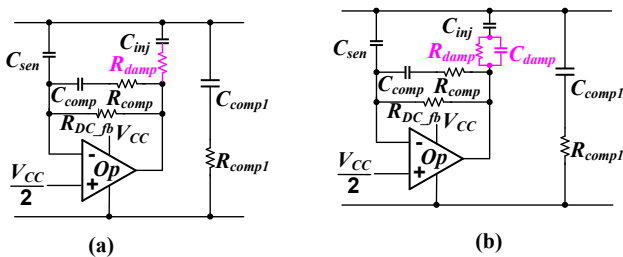 C_inj
C_sen
R_damp
C_comp
R_comp
C_comp1
R_DC_fb
V_CC
- Op
+
V_CC
2
R_comp1
(a)
C_inj
R_damp
C_damp
C_sen
C_comp
R_comp
C_comp1
R_DC_fb
V_CC
- Op
+
V_CC
2
R_comp1
(b)